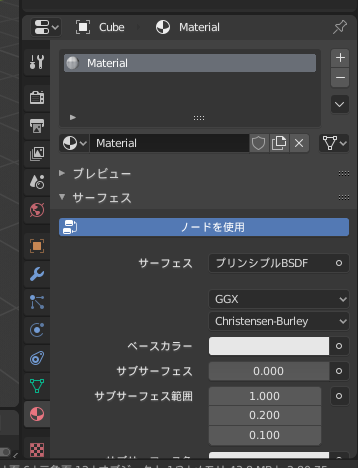 Cube Material
Material
Material
プレビュー
サーフェス
ノードを使用
サーフェス プリンシプルBSDF
GGX
Christensen-Burley
ベースカラー
サブサーフェス 0.000
サブサーフェス範囲 1.000
0.200
0.100